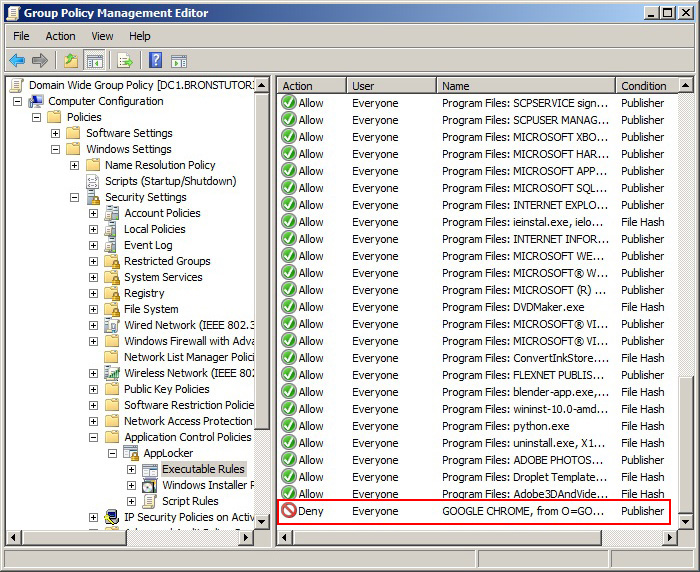 Group Policy Management Editor
File Action View Help
Domain Wide Group Policy [DC1.BRONSTUTOR
Computer Configuration
Policies
Software Settings
Windows Settings
Name Resolution Policy
Scripts (Startup/Shutdown)
Security Settings
Account Policies
Local Policies
Event Log
Restricted Groups
System Services
Registry
File System
Wired Network (IEEE 802.3
Windows Firewall with Adva
Network List Manager Polici
Wireless Network (IEEE 802
Public Key Policies
Software Restriction Policie
Network Access Protection
Application Control Policies
AppLocker
Executable Rules
Windows Installer R
Script Rules
IP Security Policies on Activ
Action User Name Condition
Allow Everyone Program Files: SCPSERVICE sign... Publisher
Allow Everyone Program Files: SCPUSER MANAG... Publisher
Allow Everyone Program Files: MICROSOFT XBO... Publisher
Allow Everyone Program Files: MICROSOFT HAR... Publisher
Allow Everyone Program Files: MICROSOFT APP... Publisher
Allow Everyone Program Files: MICROSOFT SQL... Publisher
Allow Everyone Program Files: INTERNET EXPLO... Publisher
Allow Everyone Program Files: ieinstal.exe, ielo... File Hash
Allow Everyone Program Files: INTERNET INFOR... Publisher
Allow Everyone Program Files: MICROSOFT WE... Publisher
Allow Everyone Program Files: MICROSOFT® W... Publisher
Allow Everyone Program Files: MICROSOFT (R) ... Publisher
Allow Everyone Program Files: DVDMaker.exe File Hash
Allow Everyone Program Files: MICROSOFT® VI... Publisher
Allow Everyone Program Files: MICROSOFT® VI... Publisher
Allow Everyone Program Files: ConvertInkStore.... File Hash
Allow Everyone Program Files: FLEXNET PUBLIS... Publisher
Allow Everyone Program Files: blender-app.exe,... File Hash
Allow Everyone Program Files: wininst-10.0-amd... File Hash
Allow Everyone Program Files: python.exe File Hash
Allow Everyone Program Files: uninstall.exe, X1... File Hash
Allow Everyone Program Files: ADOBE PHOTOS... Publisher
Allow Everyone Program Files: Droplet Template... File Hash
Allow Everyone Program Files: Adobe3DAndVide... File Hash
Deny Everyone GOOGLE CHROME, from O=GO... Publisher